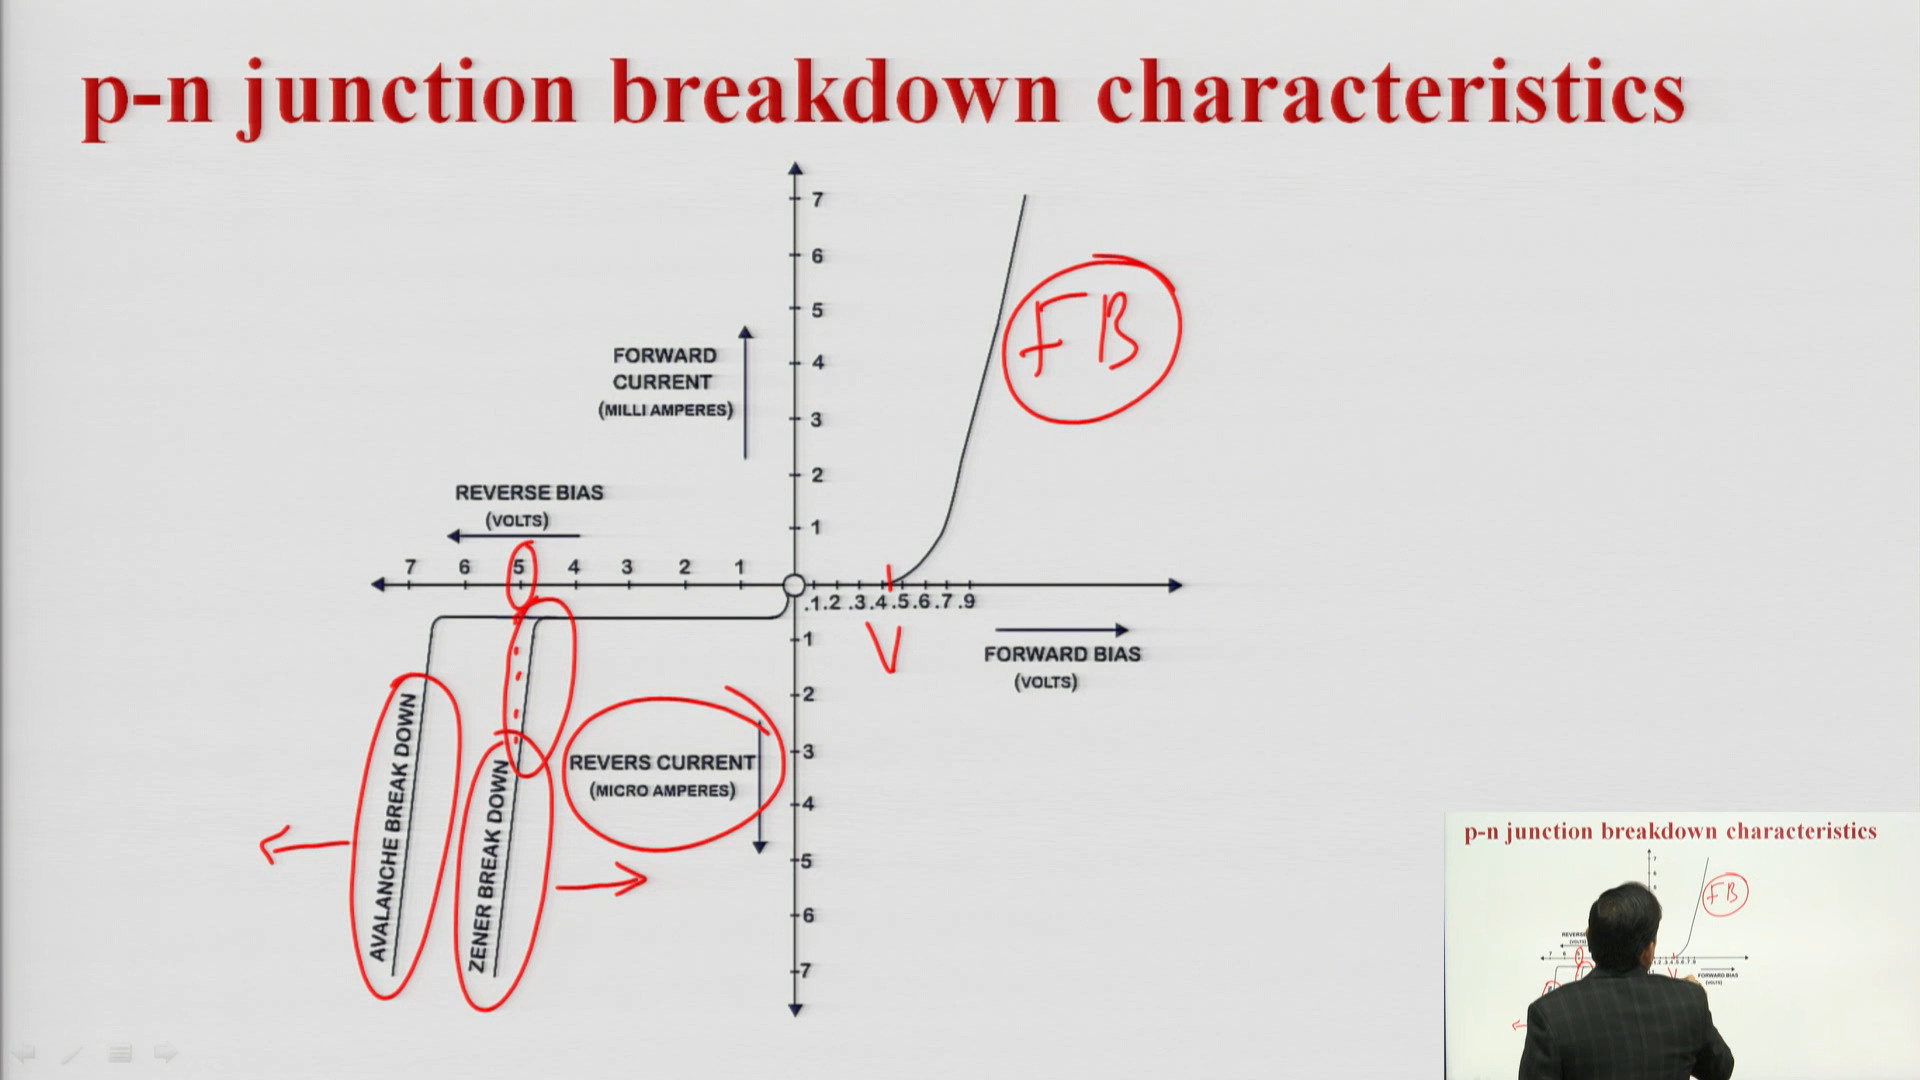 p-n junction breakdown characteristics
7
6
5
4
3
2
1
FORWARD
CURRENT
(MILLI AMPERES)
FB
REVERSE BIAS
(VOLTS)
7 6 5 4 3 2 1
.1 .2 .3 .4 .5 .6 .7 .9
V
FORWARD BIAS
(VOLTS)
1
2
3
4
5
6
7
REVERS CURRENT
(MICRO AMPERES)
AVALANCHE BREAK DOWN
ZENER BREAK DOWN
p-n junction breakdown characteristics
FB
FORWARD BIAS